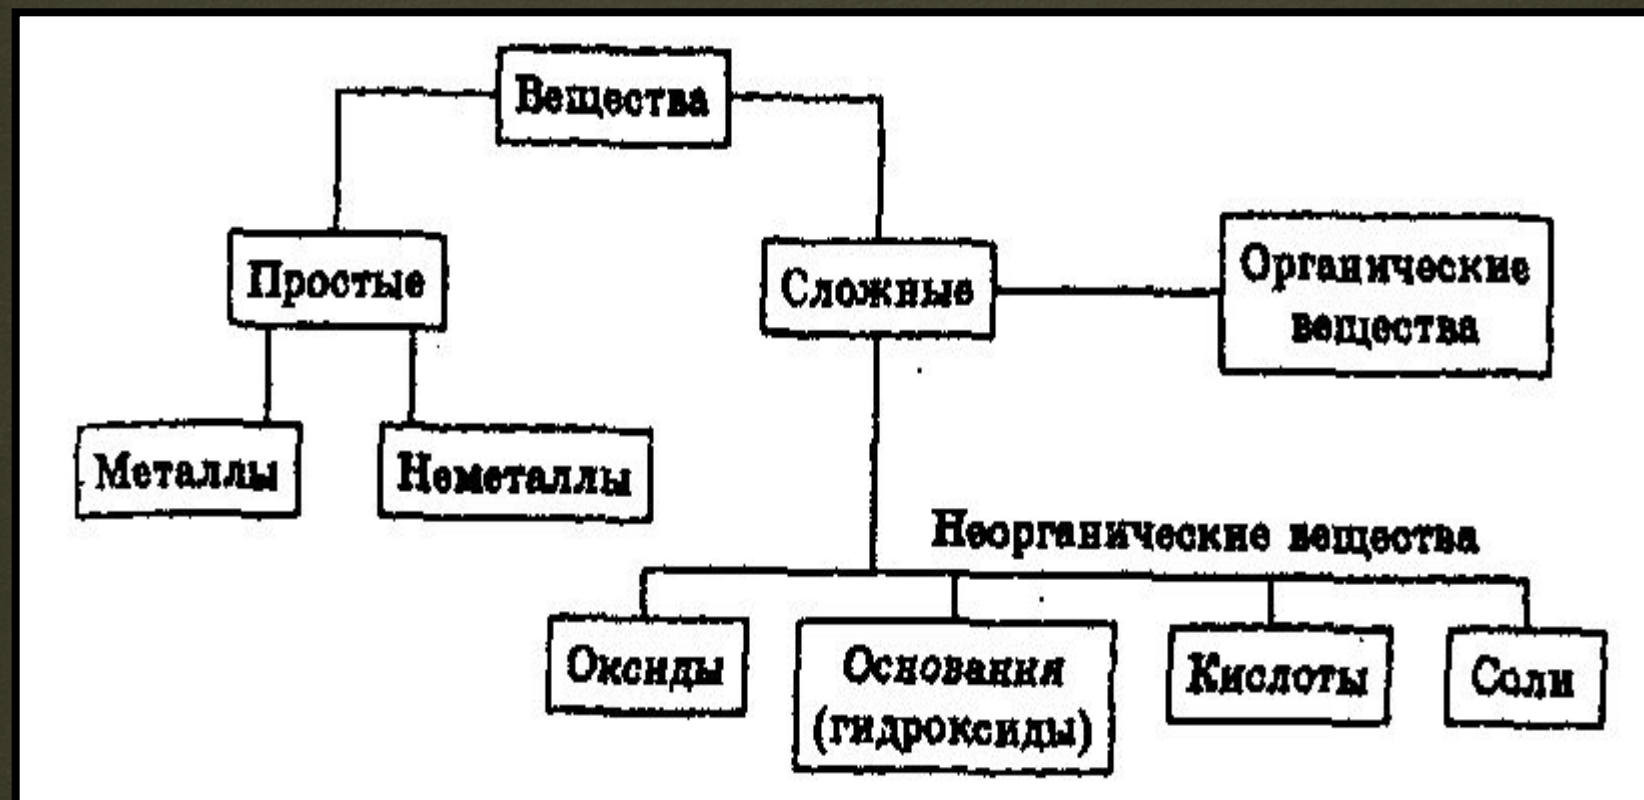 Вещества
Простые
Сложные
Органические
вещества
Металлы
Неметаллы
Неорганические вещества
Оксиды
Основания
(гидроксиды)
Кислоты
Соли